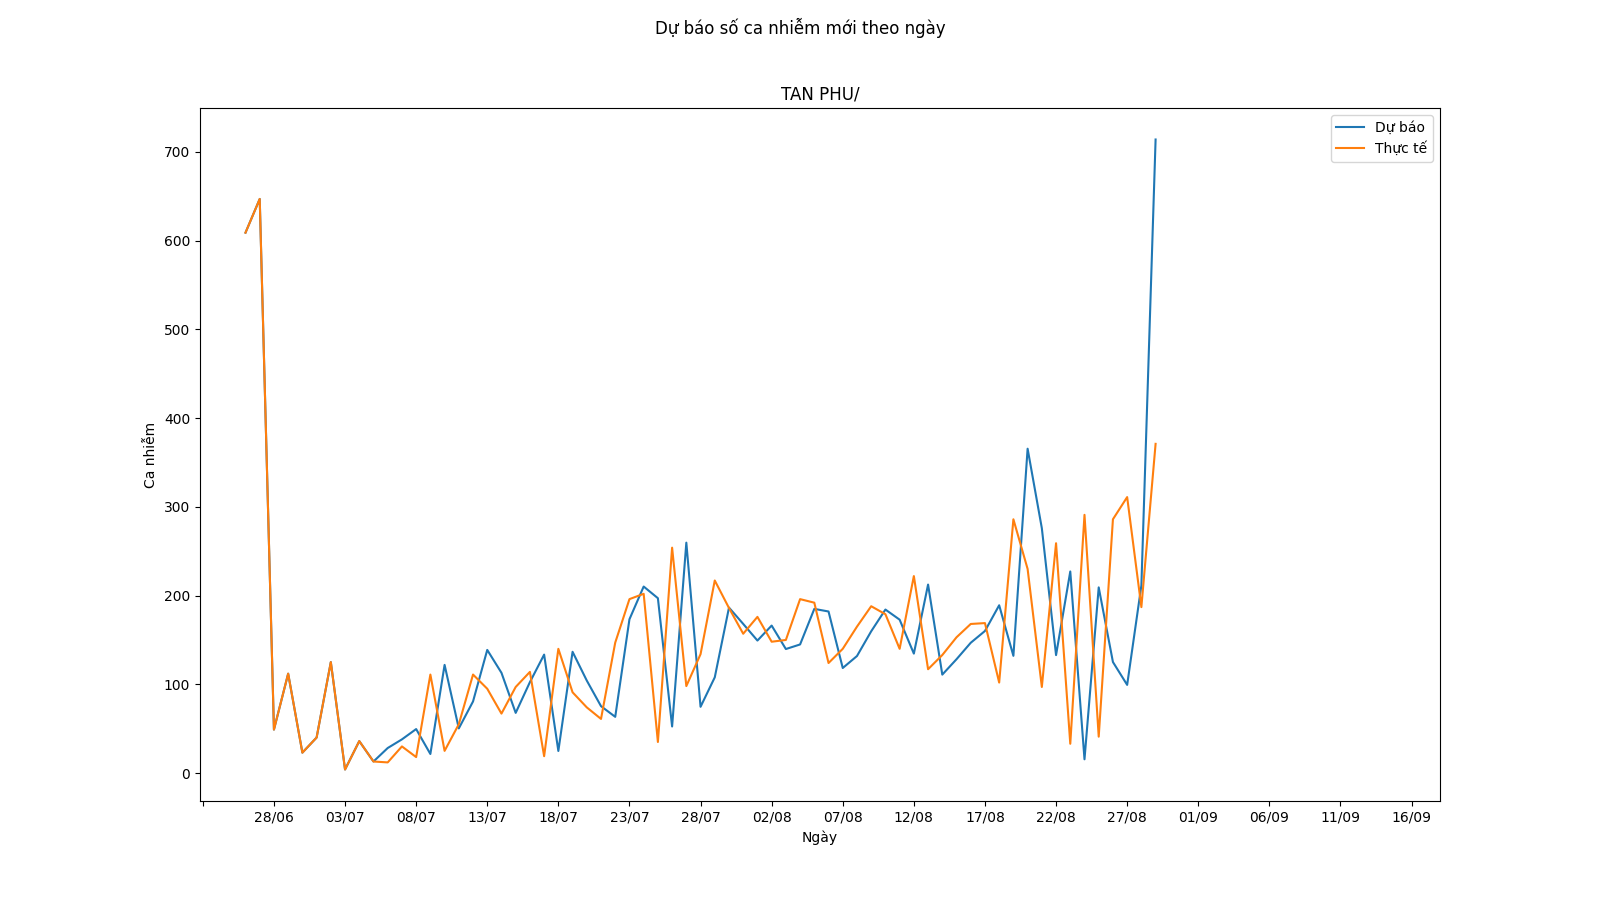 Dự báo số ca nhiễm mới theo ngày
TAN PHU/
Dự báo
Thực tế
700
600
500
400
300
200
100
0
Ca nhiễm
28/06 03/07 08/07 13/07 18/07 23/07 28/07 02/08 07/08 12/08 17/08 22/08 27/08 01/09 06/09 11/09 16/09
Ngày